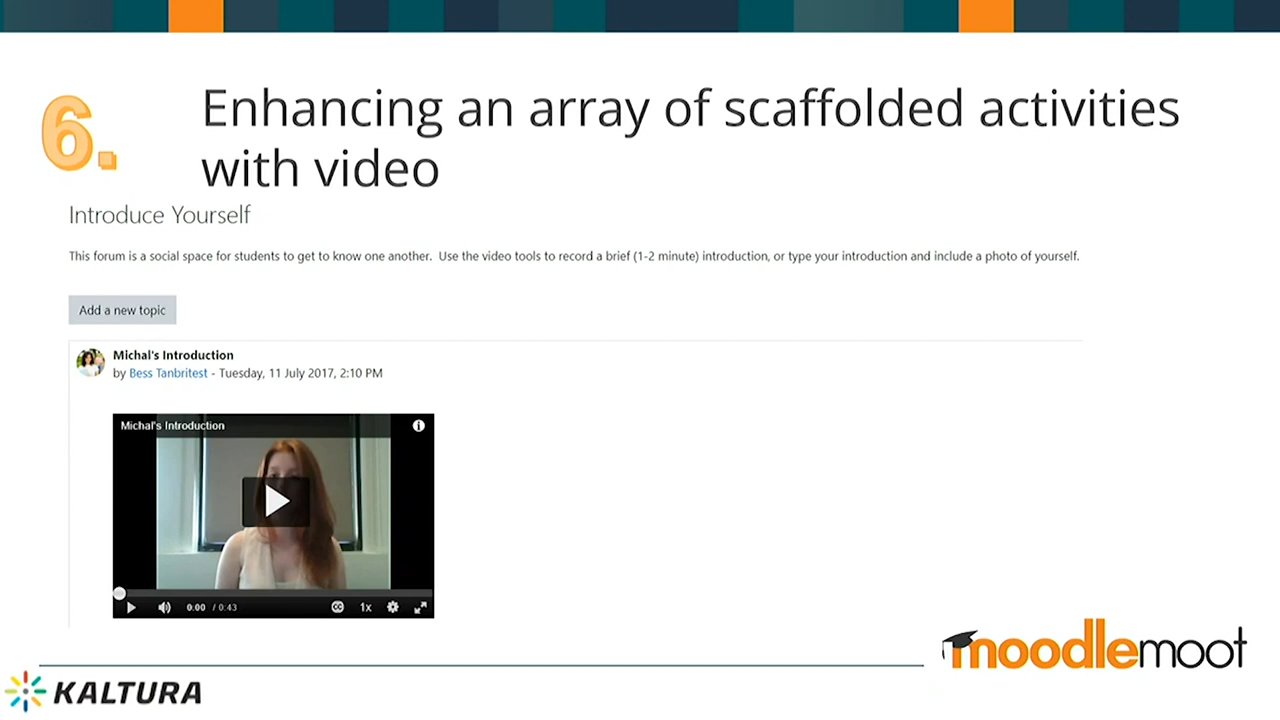 6.
Enhancing an array of scaffolded activities
with video
Introduce Yourself
This forum is a social space for students to get to know one another. Use the video tools to record a brief (1-2 minute) introduction, or type your introduction and include a photo of yourself.
Add a new topic
Michal's Introduction
by Bess Tanbritest - Tuesday, 11 July 2017, 2:10 PM
Michal's Introduction
0:00 / 0:43
CC
1x
moodlemoot
KALTURA